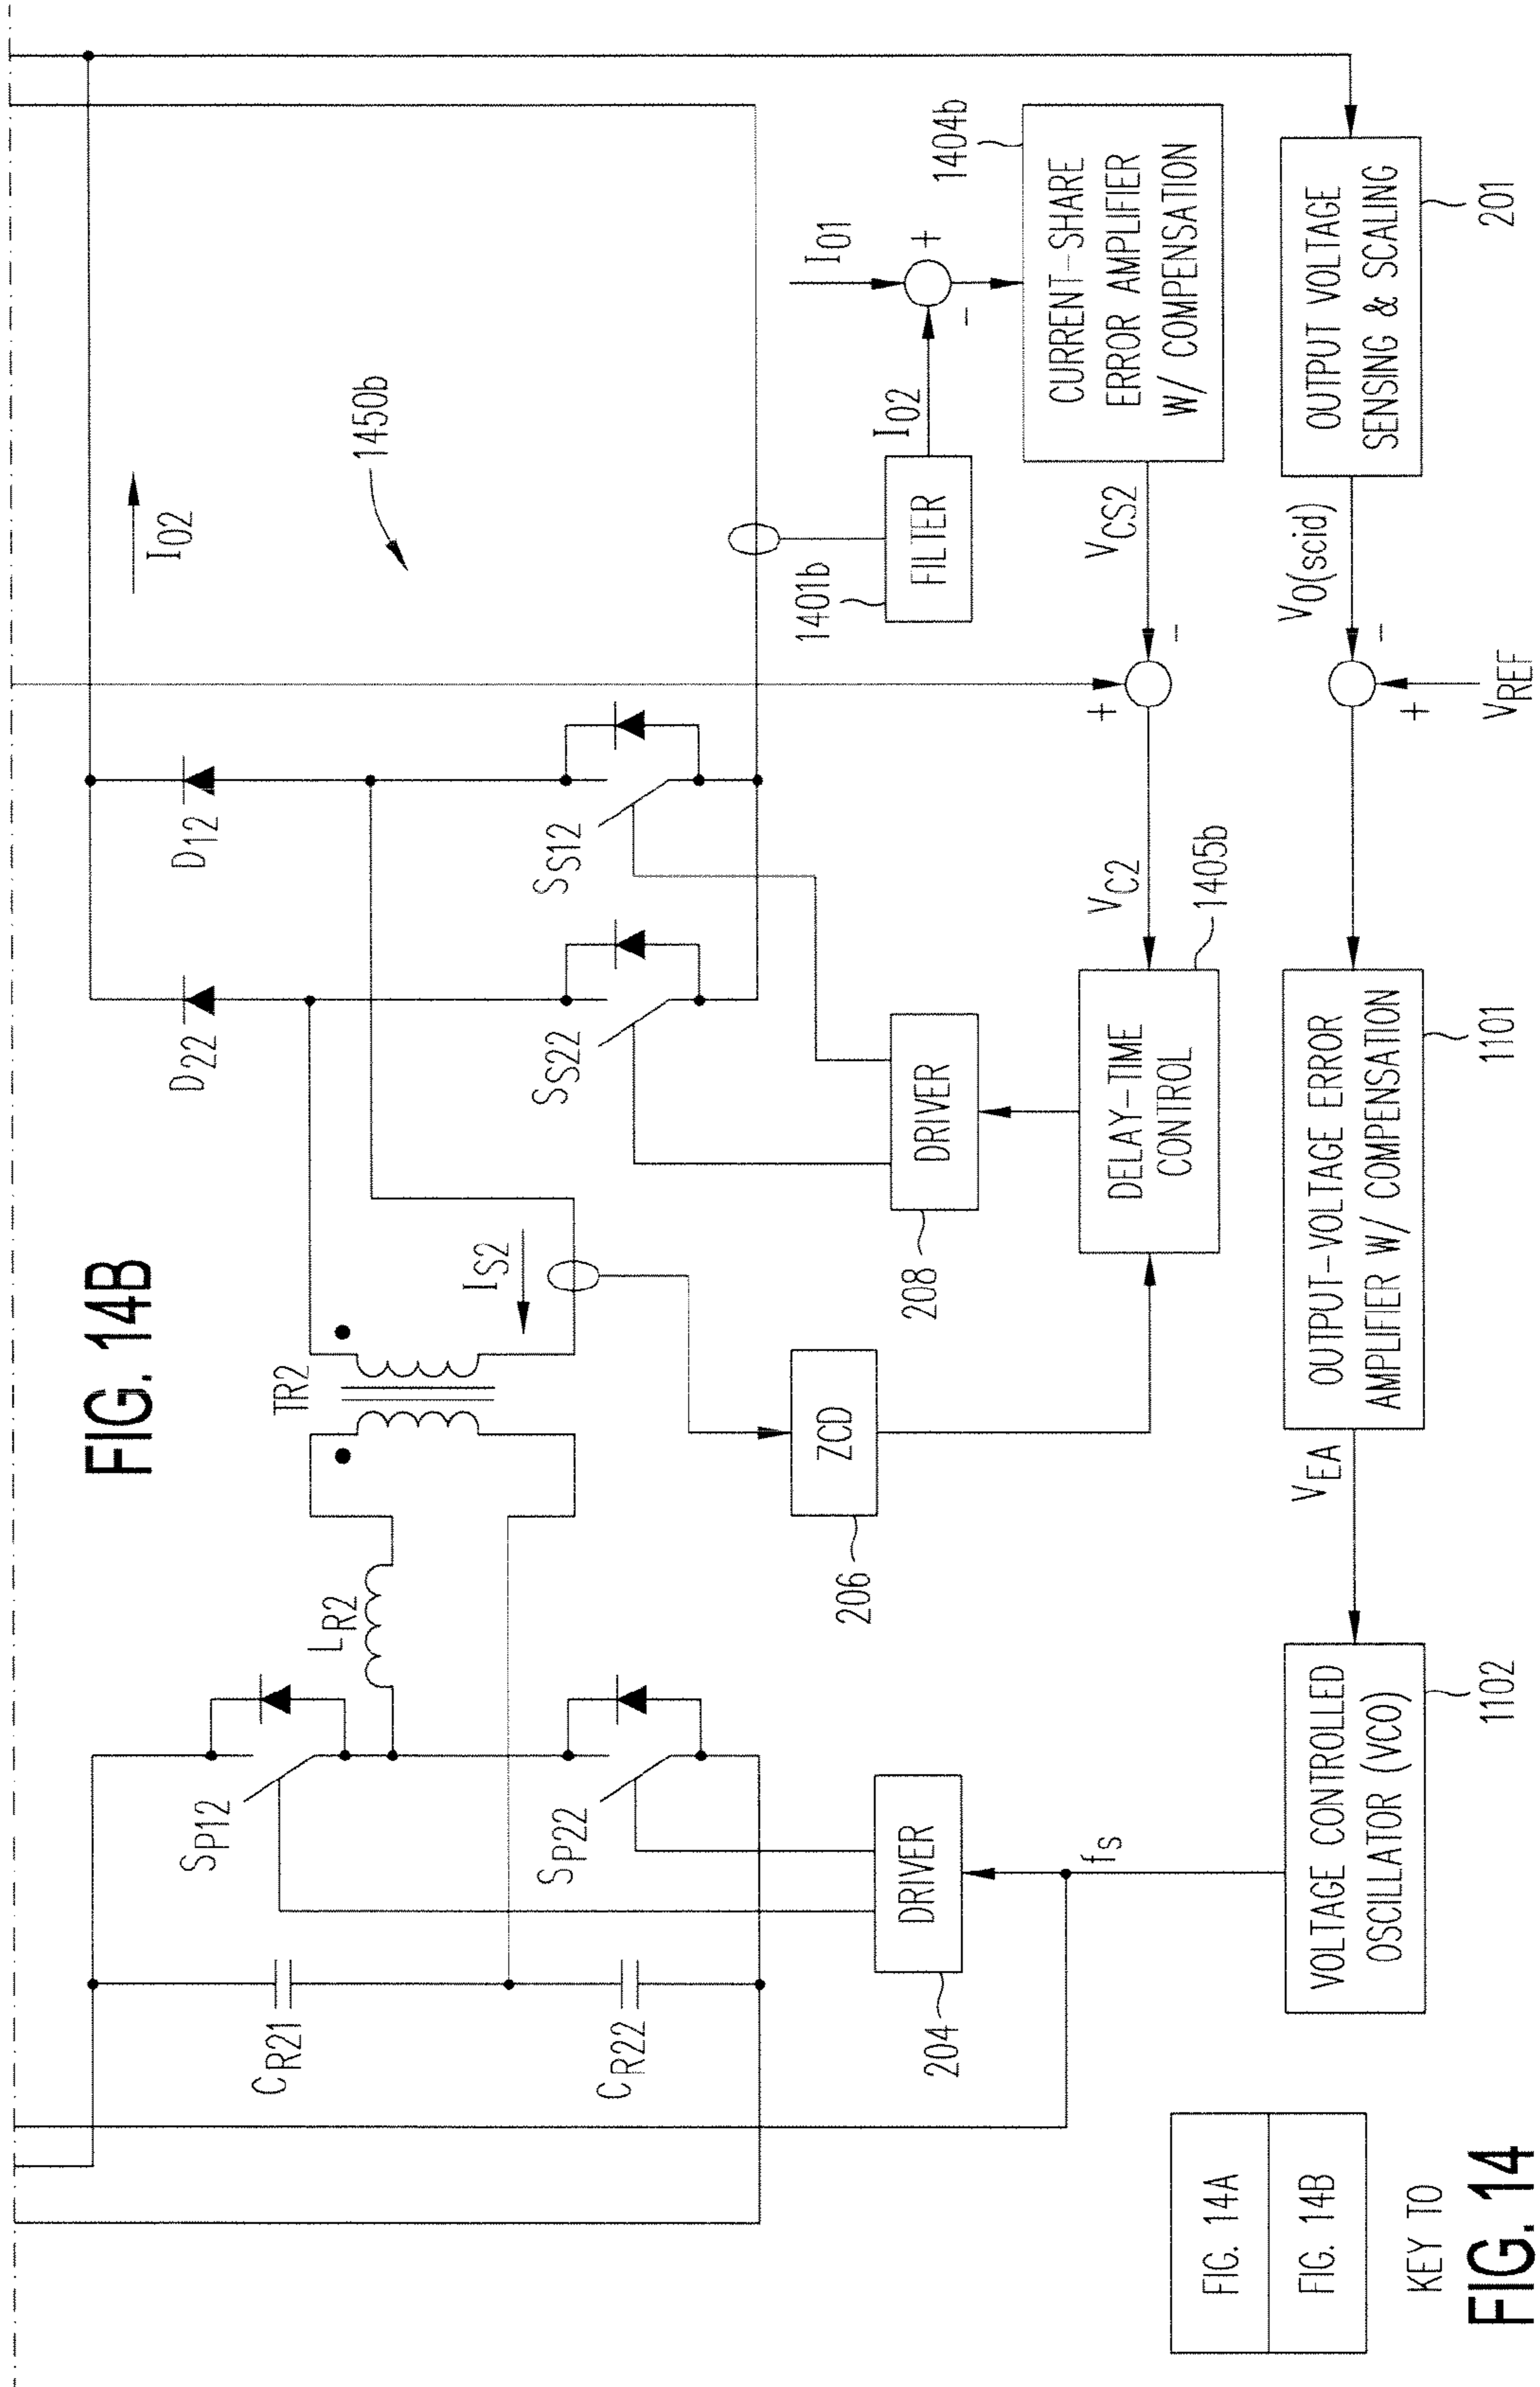 FIG. 14B
I02
1450b
D22
D12
TR2
LR2
SP12
SP22
CR21
CR22
SS22
SS12
IS2
1401b
FILTER
I02
I01
+
-
1404b
CURRENT-SHARE
ERROR AMPLIFIER
W/ COMPENSATION
VCS2
-
+
VC2
1405b
DELAY-TIME
CONTROL
DRIVER
208
ZCD
206
DRIVER
204
fs
VOLTAGE CONTROLLED
OSCILLATOR (VCO)
1102
VEA
OUTPUT-VOLTAGE ERROR
AMPLIFIER W/ COMPENSATION
1101
VO(scid)
-
+
VREF
OUTPUT VOLTAGE
SENSING & SCALING
201
FIG. 14A
FIG. 14B
KEY TO
FIG. 14